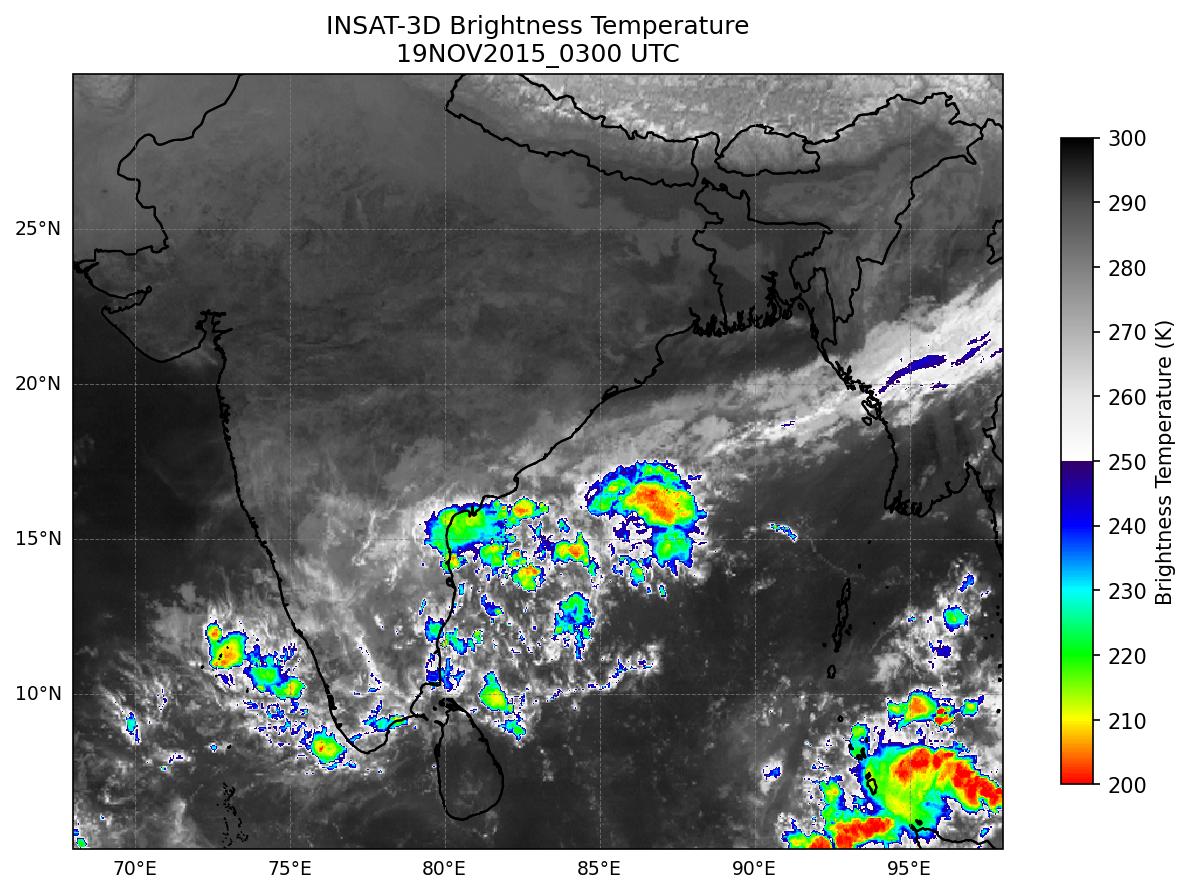 INSAT-3D Brightness Temperature
19NOV2015_0300 UTC
25°N
20°N
15°N
10°N
70°E
75°E
80°E
85°E
90°E
95°E
300
290
280
270
260
250
240
230
220
210
200
Brightness Temperature (K)